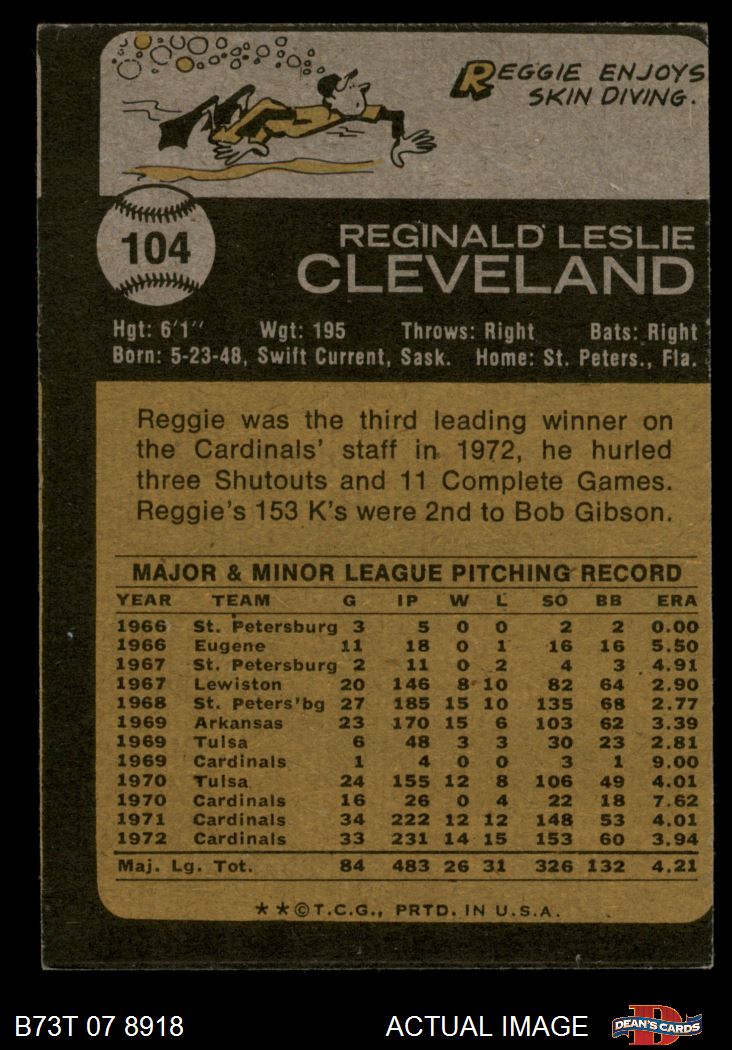 REGGIE ENJOYS
SKIN DIVING.
104
REGINALD LESLIE
CLEVELAND
Hgt: 6'1" Wgt: 195 Throws: Right Bats: Right
Born: 5-23-48, Swift Current, Sask. Home: St. Peters., Fla.
Reggie was the third leading winner on
the Cardinals' staff in 1972, he hurled
three Shutouts and 11 Complete Games.
Reggie's 153 K's were 2nd to Bob Gibson.
MAJOR & MINOR LEAGUE PITCHING RECORD
YEAR TEAM G IP W L SO BB ERA
1966 St. Petersburg 3 5 0 0 2 2 0.00
1966 Eugene 11 18 0 1 16 16 5.50
1967 St. Petersburg 2 11 0 2 4 3 4.91
1967 Lewiston 20 146 8 10 82 64 2.90
1968 St. Peters'bg 27 185 15 10 135 68 2.77
1969 Arkansas 23 170 15 6 103 62 3.39
1969 Tulsa 6 48 3 3 30 23 2.81
1969 Cardinals 1 4 0 0 3 1 9.00
1970 Tulsa 24 155 12 8 106 49 4.01
1970 Cardinals 16 26 0 4 22 18 7.62
1971 Cardinals 34 222 12 12 148 53 4.01
1972 Cardinals 33 231 14 15 153 60 3.94
Maj. Lg. Tot. 84 483 26 31 326 132 4.21
★★©T.C.G., PRTD. IN U.S.A.
B73T 07 8918 ACTUAL IMAGE D DEAN'S CARDS